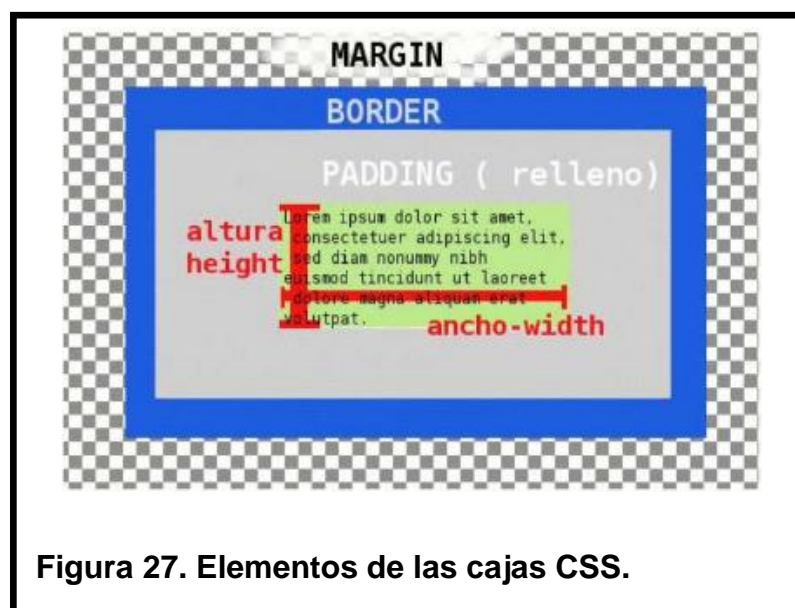 MARGIN
BORDER
PADDING ( relleno)
altura
height
Lorem ipsum dolor sit amet,
consectetuer adipiscing elit,
sed diam nonummy nibh
euismod tincidunt ut laoreet
dolore magna aliquam erat
volutpat.
ancho-width
Figura 27. Elementos de las cajas CSS.